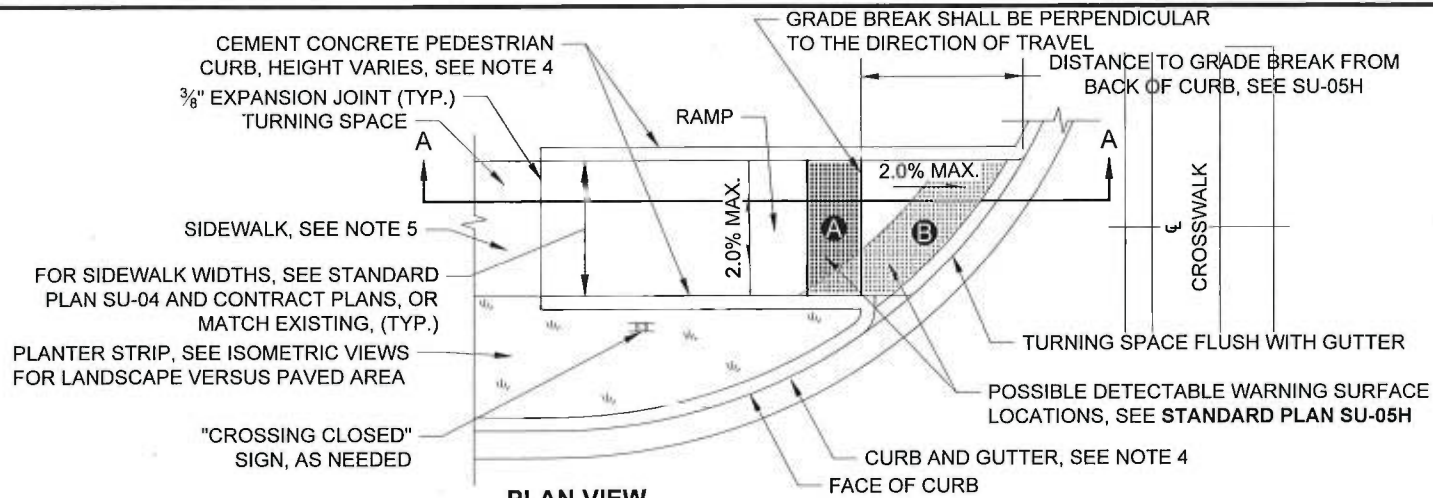 GRADE BREAK SHALL BE PERPENDICULAR
TO THE DIRECTION OF TRAVEL
CEMENT CONCRETE PEDESTRIAN
CURB, HEIGHT VARIES, SEE NOTE 4
DISTANCE TO GRADE BREAK FROM
BACK OF CURB, SEE SU-05H
⅜" EXPANSION JOINT (TYP.)
TURNING SPACE
RAMP
A
A
2.0% MAX.
2.0% MAX.
A
B
℄
CROSSWALK
SIDEWALK, SEE NOTE 5
FOR SIDEWALK WIDTHS, SEE STANDARD
PLAN SU-04 AND CONTRACT PLANS, OR
MATCH EXISTING, (TYP.)
PLANTER STRIP, SEE ISOMETRIC VIEWS
FOR LANDSCAPE VERSUS PAVED AREA
"CROSSING CLOSED"
SIGN, AS NEEDED
TURNING SPACE FLUSH WITH GUTTER
POSSIBLE DETECTABLE WARNING SURFACE
LOCATIONS, SEE STANDARD PLAN SU-05H
CURB AND GUTTER, SEE NOTE 4
FACE OF CURB
PLAN VIEW